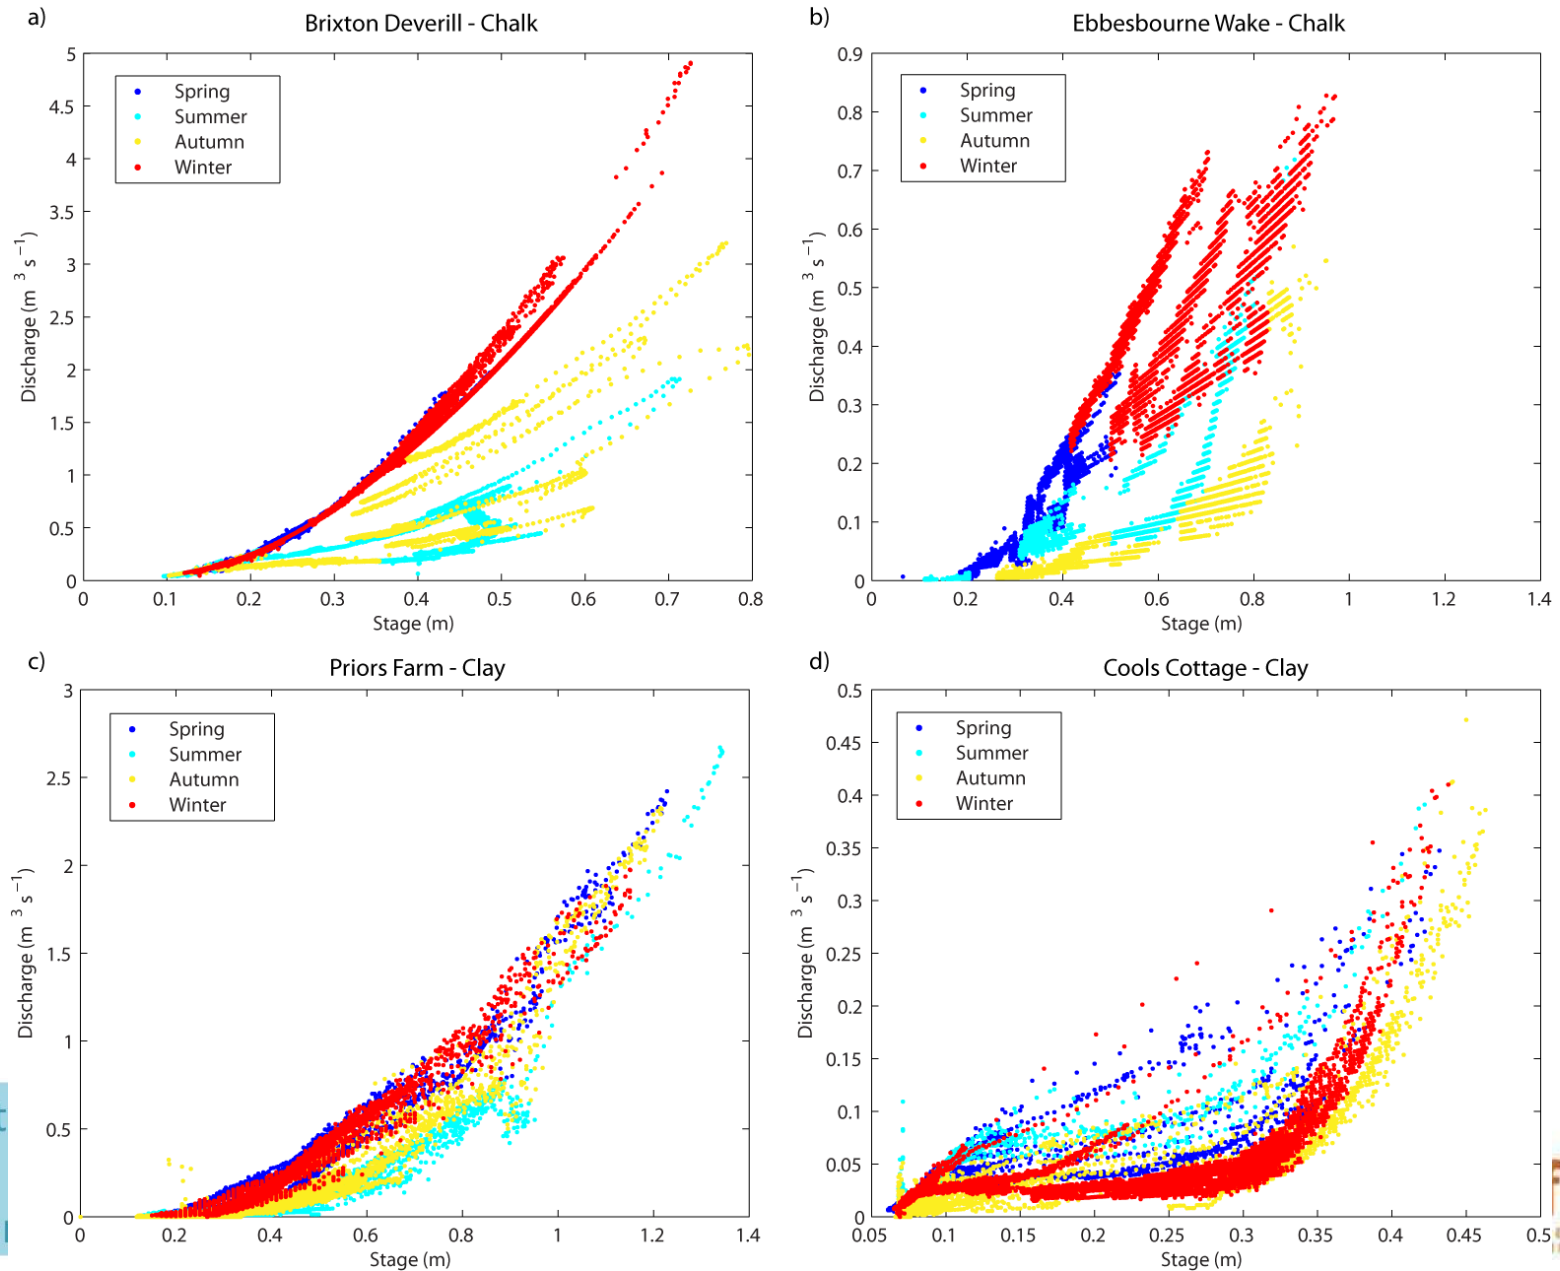 a)
Brixton Deverill - Chalk
5
4.5
4
3.5
3
2.5
2
1.5
1
0.5
0
Discharge (m³ s⁻¹)
Spring
Summer
Autumn
Winter
0 0.1 0.2 0.3 0.4 0.5 0.6 0.7 0.8
Stage (m)
b)
Ebbesbourne Wake - Chalk
0.9
0.8
0.7
0.6
0.5
0.4
0.3
0.2
0.1
0
Discharge (m³ s⁻¹)
Spring
Summer
Autumn
Winter
0 0.2 0.4 0.6 0.8 1 1.2 1.4
Stage (m)
c)
Priors Farm - Clay
3
2.5
2
1.5
1
0.5
0
Discharge (m³ s⁻¹)
Spring
Summer
Autumn
Winter
0 0.2 0.4 0.6 0.8 1 1.2 1.4
Stage (m)
d)
Cools Cottage - Clay
0.5
0.45
0.4
0.35
0.3
0.25
0.2
0.15
0.1
0.05
0
Discharge (m³ s⁻¹)
Spring
Summer
Autumn
Winter
0.05 0.1 0.15 0.2 0.25 0.3 0.35 0.4 0.45 0.5
Stage (m)